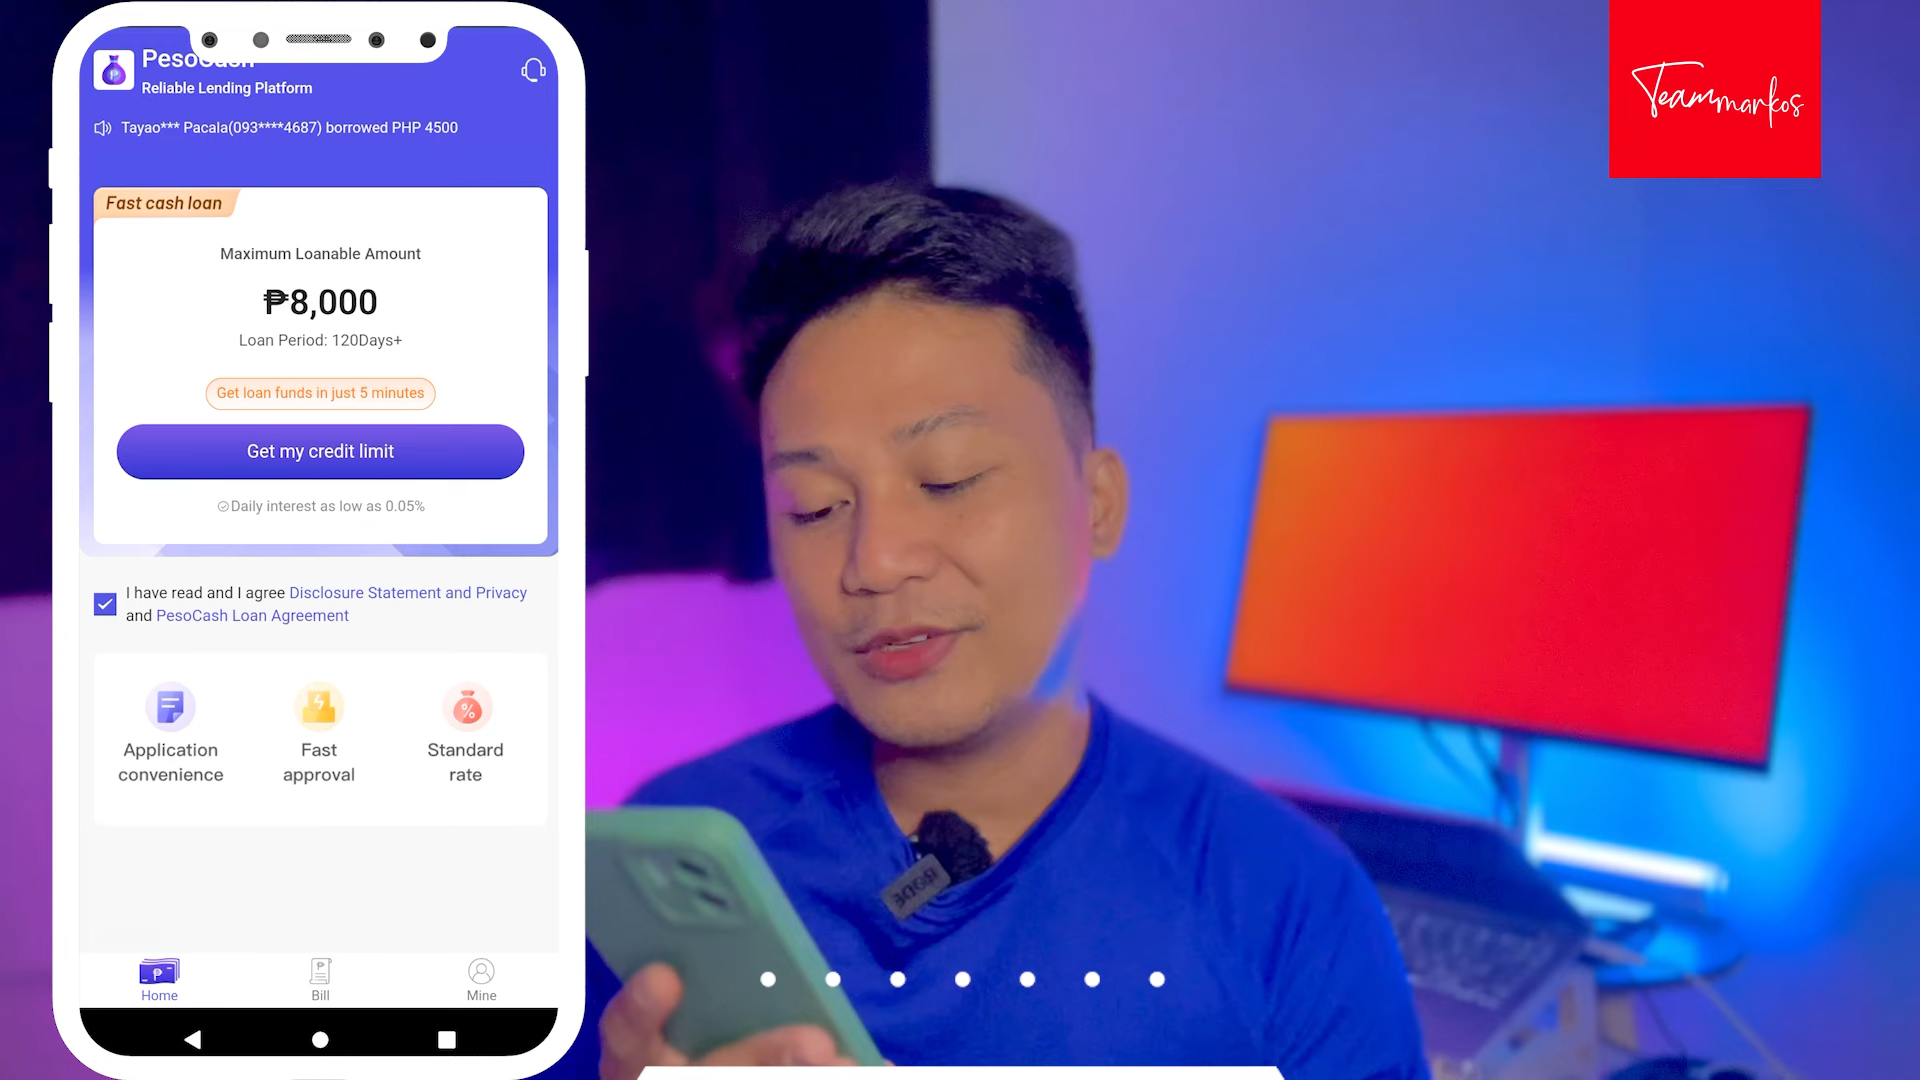 PesoCash
Reliable Lending Platform
Tayao*** Pacala(093****4687) borrowed PHP 4500
Fast cash loan
Maximum Loanable Amount
₱8,000
Loan Period: 120Days+
Get loan funds in just 5 minutes
Get my credit limit
Daily interest as low as 0.05%
I have read and I agree Disclosure Statement and Privacy
and PesoCash Loan Agreement
Application
convenience
Fast
approval
Standard
rate
Home
Bill
Mine
Teammarkos
RODE